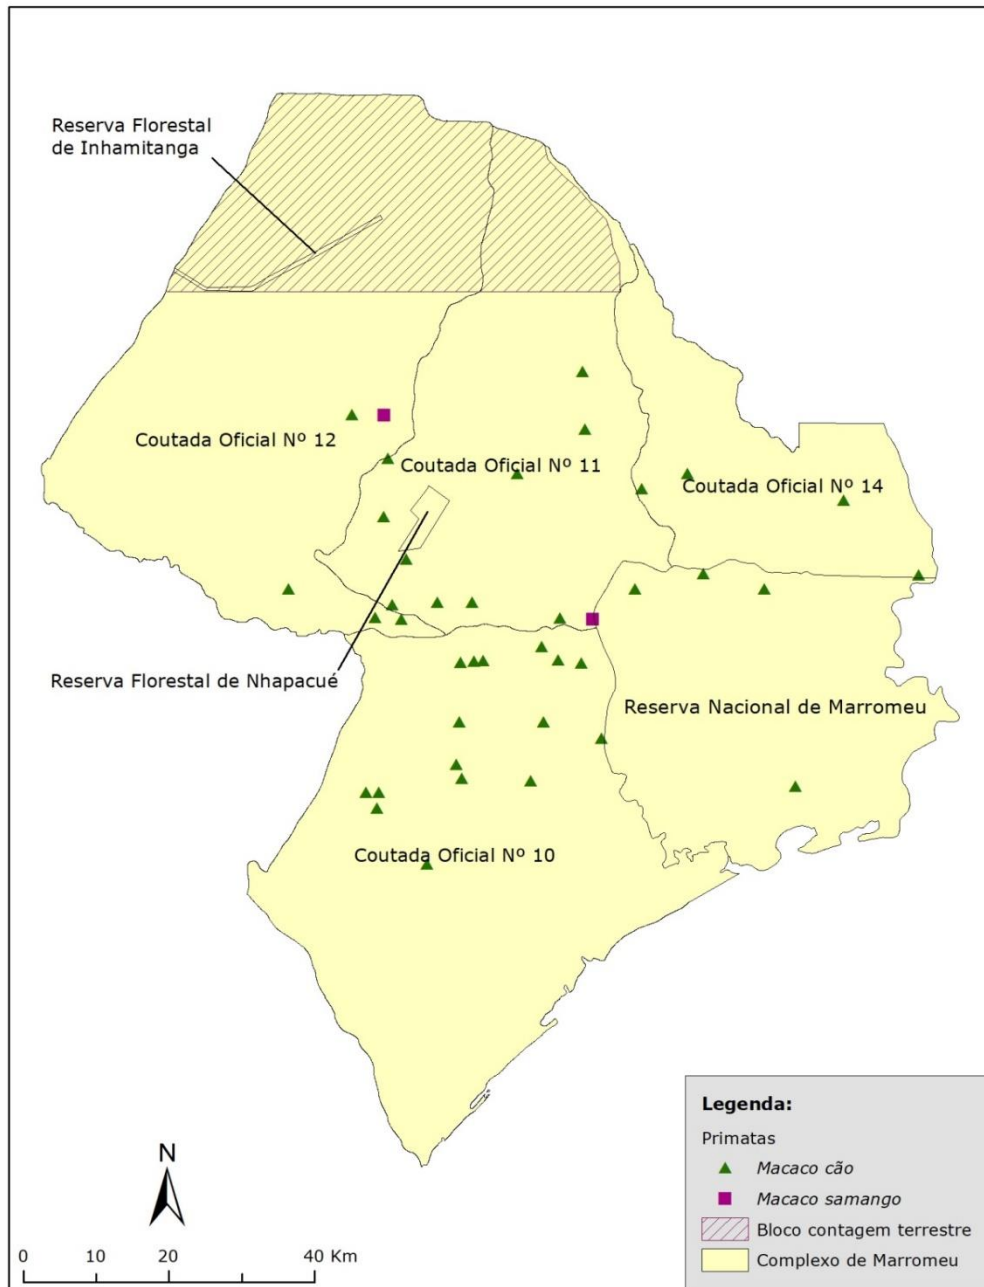 Reserva Florestal
de Inhamitanga
Coutada Oficial Nº 12
Coutada Oficial Nº 11
Coutada Oficial Nº 14
Reserva Florestal de Nhapacué
Reserva Nacional de Marromeu
Coutada Oficial Nº 10
N
0 10 20 40 Km
Legenda:
Primatas
Macaco cão
Macaco samango
Bloco contagem terrestre
Complexo de Marromeu